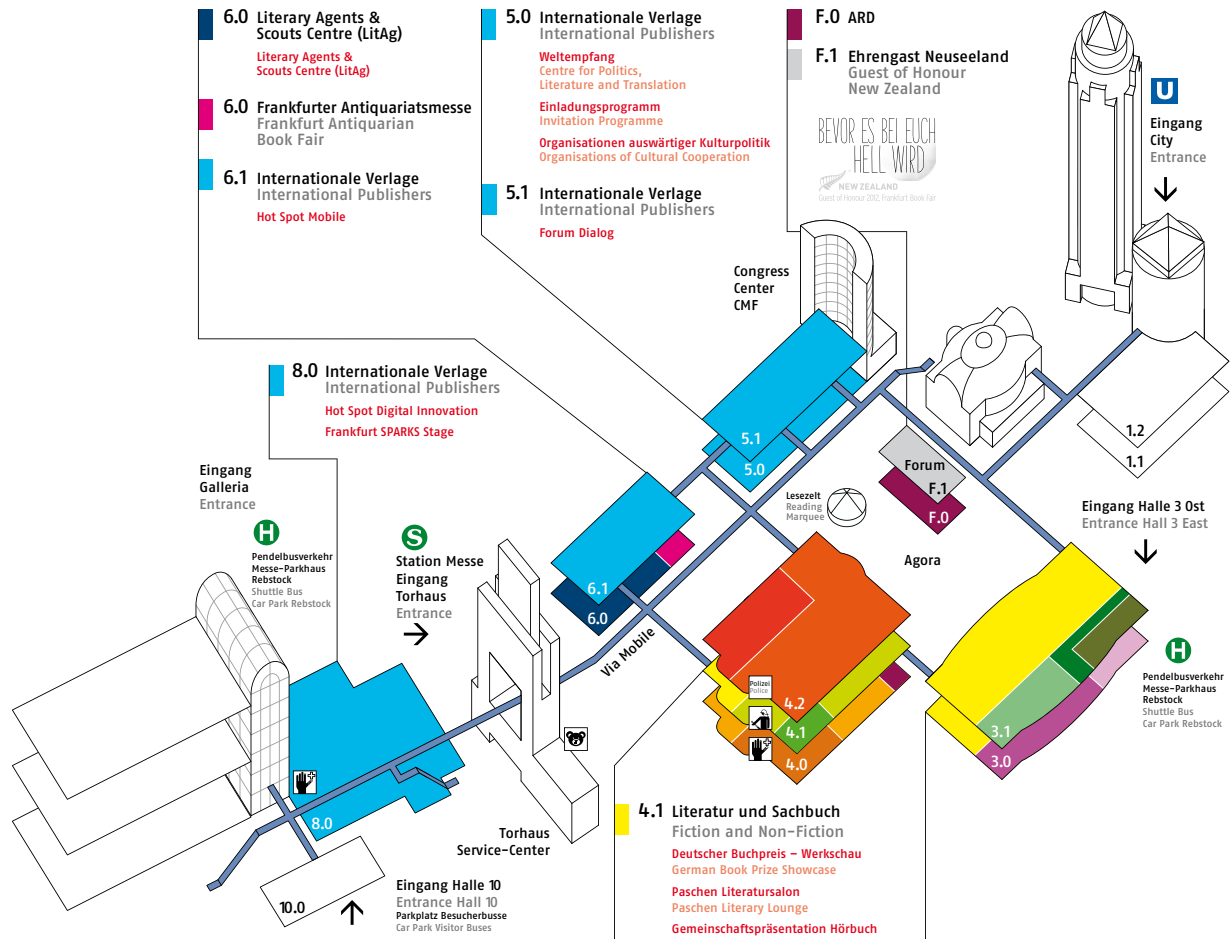 6.0 Literary Agents &
Scouts Centre (LitAg)
Literary Agents &
Scouts Centre (LitAg)
6.0 Frankfurter Antiquariatsmesse
Frankfurt Antiquarian
Book Fair
6.1 Internationale Verlage
International Publishers
Hot Spot Mobile
5.0 Internationale Verlage
International Publishers
Weltempfang
Centre for Politics,
Literature and Translation
Einladungsprogramm
Invitation Programme
Organisationen auswärtiger Kulturpolitik
Organisations of Cultural Cooperation
5.1 Internationale Verlage
International Publishers
Forum Dialog
F.0 ARD
F.1 Ehrengast Neuseeland
Guest of Honour
New Zealand
BEVOR ES BEI EUCH
HELL WIRD
NEW ZEALAND
Guest of Honour 2012, Frankfurt Book Fair
U
Eingang
City
Entrance
Congress
Center
CMF
8.0 Internationale Verlage
International Publishers
Hot Spot Digital Innovation
Frankfurt SPARKS Stage
Eingang
Galleria
Entrance
H
Pendelbusverkehr
Messe-Parkhaus
Rebstock
Shuttle Bus
Car Park Rebstock
S
Station Messe
Eingang
Torhaus
Entrance
5.1
5.0
1.2
1.1
Forum
F.1
F.0
Lesezelt
Reading
Marquee
Agora
Eingang Halle 3 Ost
Entrance Hall 3 East
6.1
6.0
Via Mobile
Polizei
Police
4.2
4.1
4.0
3.1
3.0
H
Pendelbusverkehr
Messe-Parkhaus
Rebstock
Shuttle Bus
Car Park Rebstock
8.0
10.0
Torhaus
Service-Center
Eingang Halle 10
Entrance Hall 10
Parkplatz Besucherbusse
Car Park Visitor Buses
4.1 Literatur und Sachbuch
Fiction and Non-Fiction
Deutscher Buchpreis – Werkschau
German Book Prize Showcase
Paschen Literatursalon
Paschen Literary Lounge
Gemeinschaftspräsentation Hörbuch